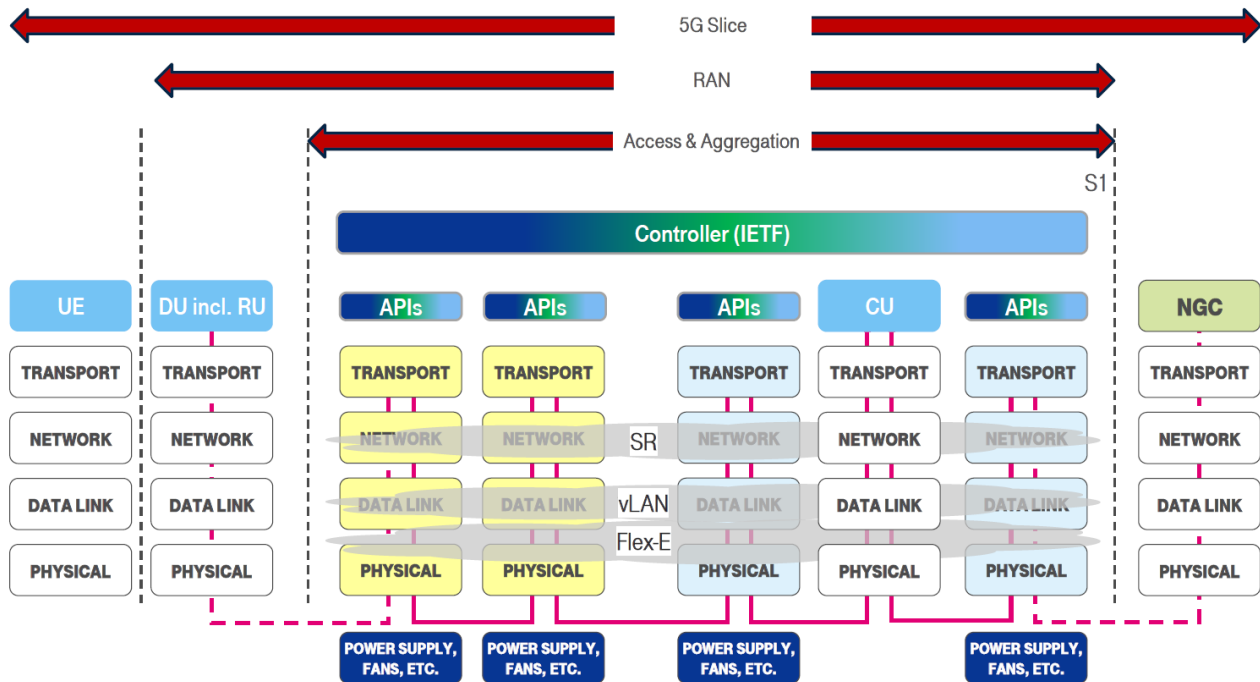 5G Slice
RAN
Access & Aggregation
S1
Controller (IETF)
UE
DU incl. RU
APIs
APIs
APIs
CU
APIs
NGC
TRANSPORT
TRANSPORT
TRANSPORT
TRANSPORT
TRANSPORT
TRANSPORT
TRANSPORT
TRANSPORT
NETWORK
NETWORK
NETWORK
NETWORK
SR
NETWORK
NETWORK
NETWORK
NETWORK
DATA LINK
DATA LINK
DATA LINK
DATA LINK
vLAN
DATA LINK
DATA LINK
DATA LINK
DATA LINK
Flex-E
PHYSICAL
PHYSICAL
PHYSICAL
PHYSICAL
PHYSICAL
PHYSICAL
PHYSICAL
PHYSICAL
POWER SUPPLY,
FANS, ETC.
POWER SUPPLY,
FANS, ETC.
POWER SUPPLY,
FANS, ETC.
POWER SUPPLY,
FANS, ETC.